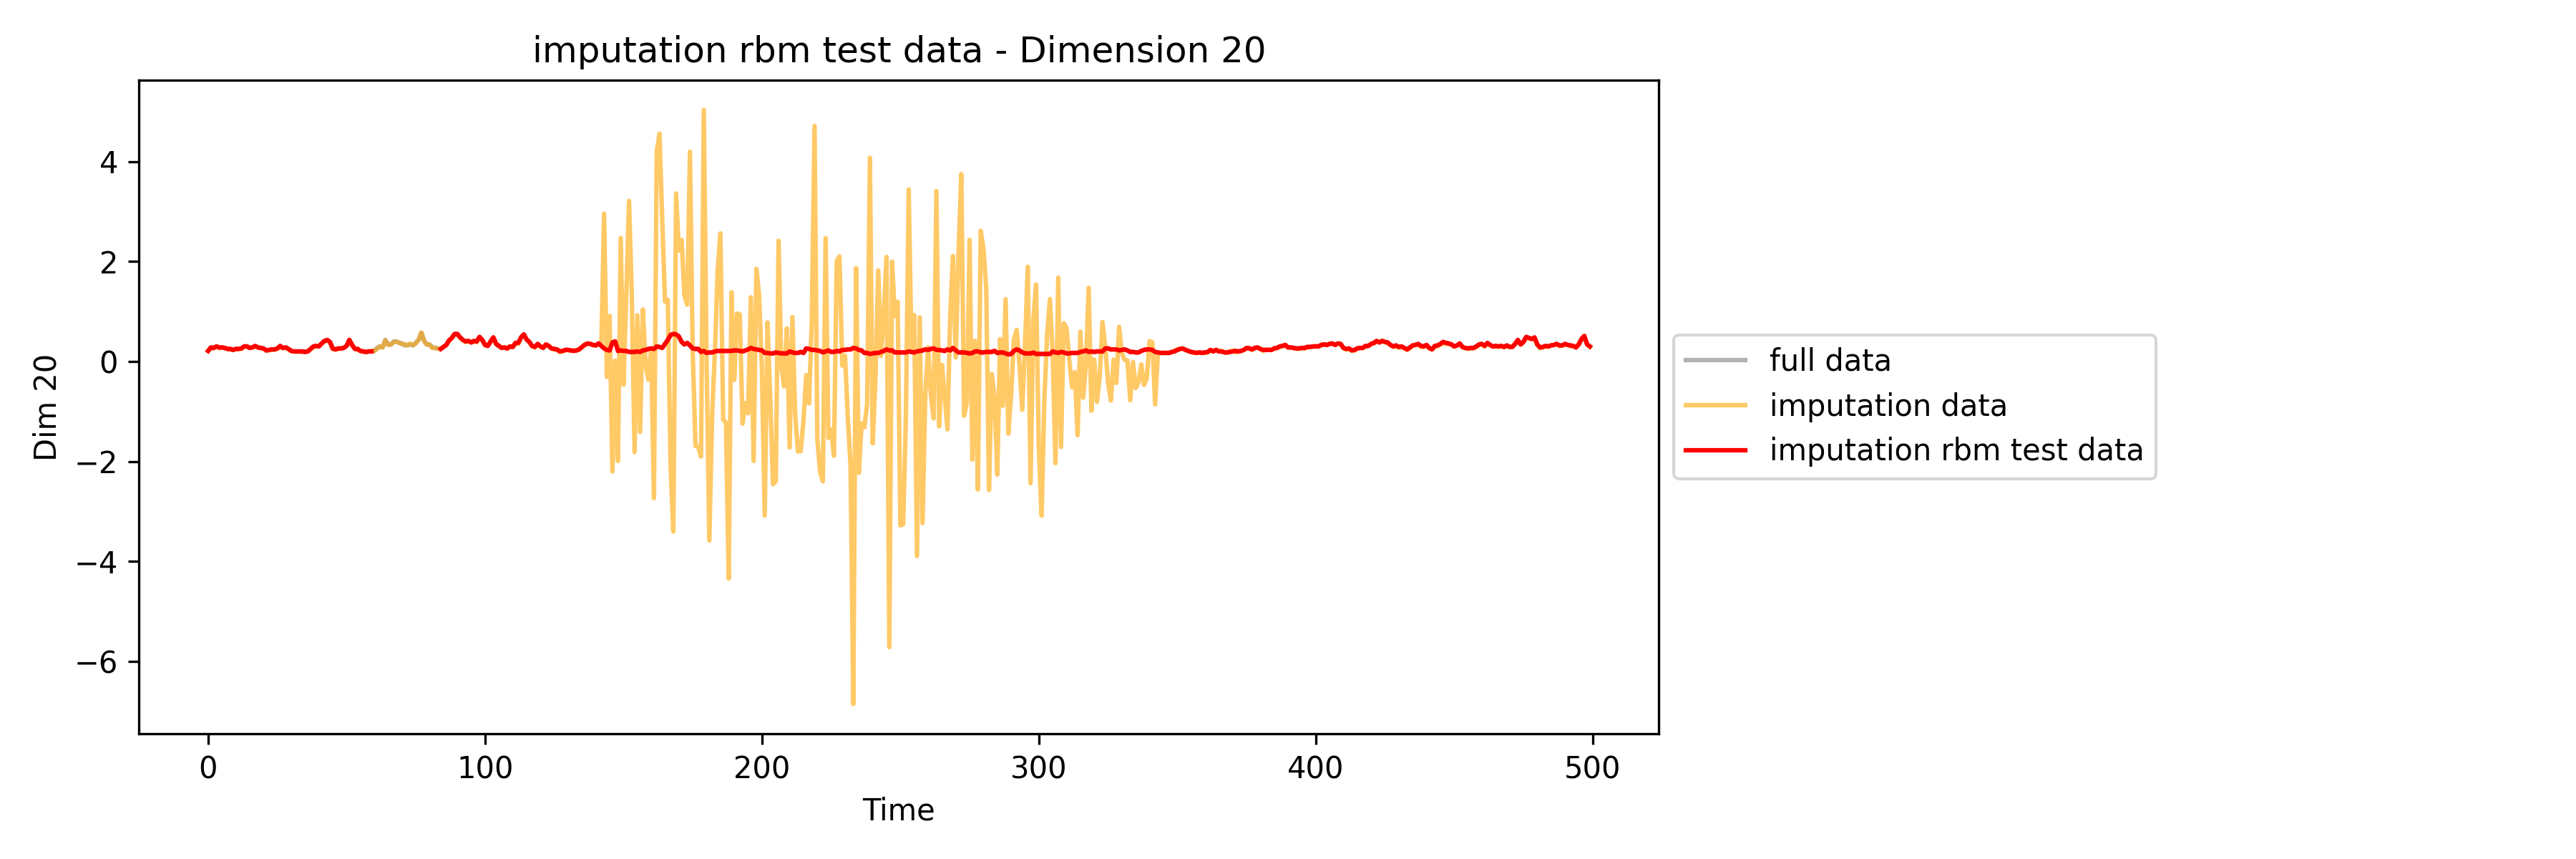 imputation rbm test data - Dimension 20
4
2
0
−2
−4
−6
Dim 20
0 100 200 300 400 500
Time
full data
imputation data
imputation rbm test data